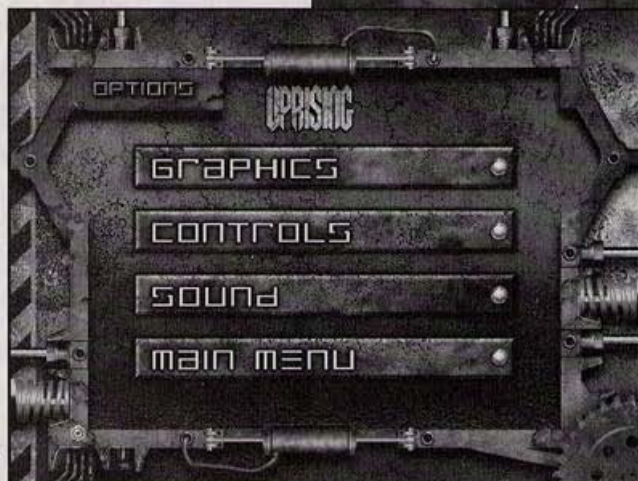 OPTIONS
UPRISING
GRAPHICS
CONTROLS
SOUND
MAIN MENU